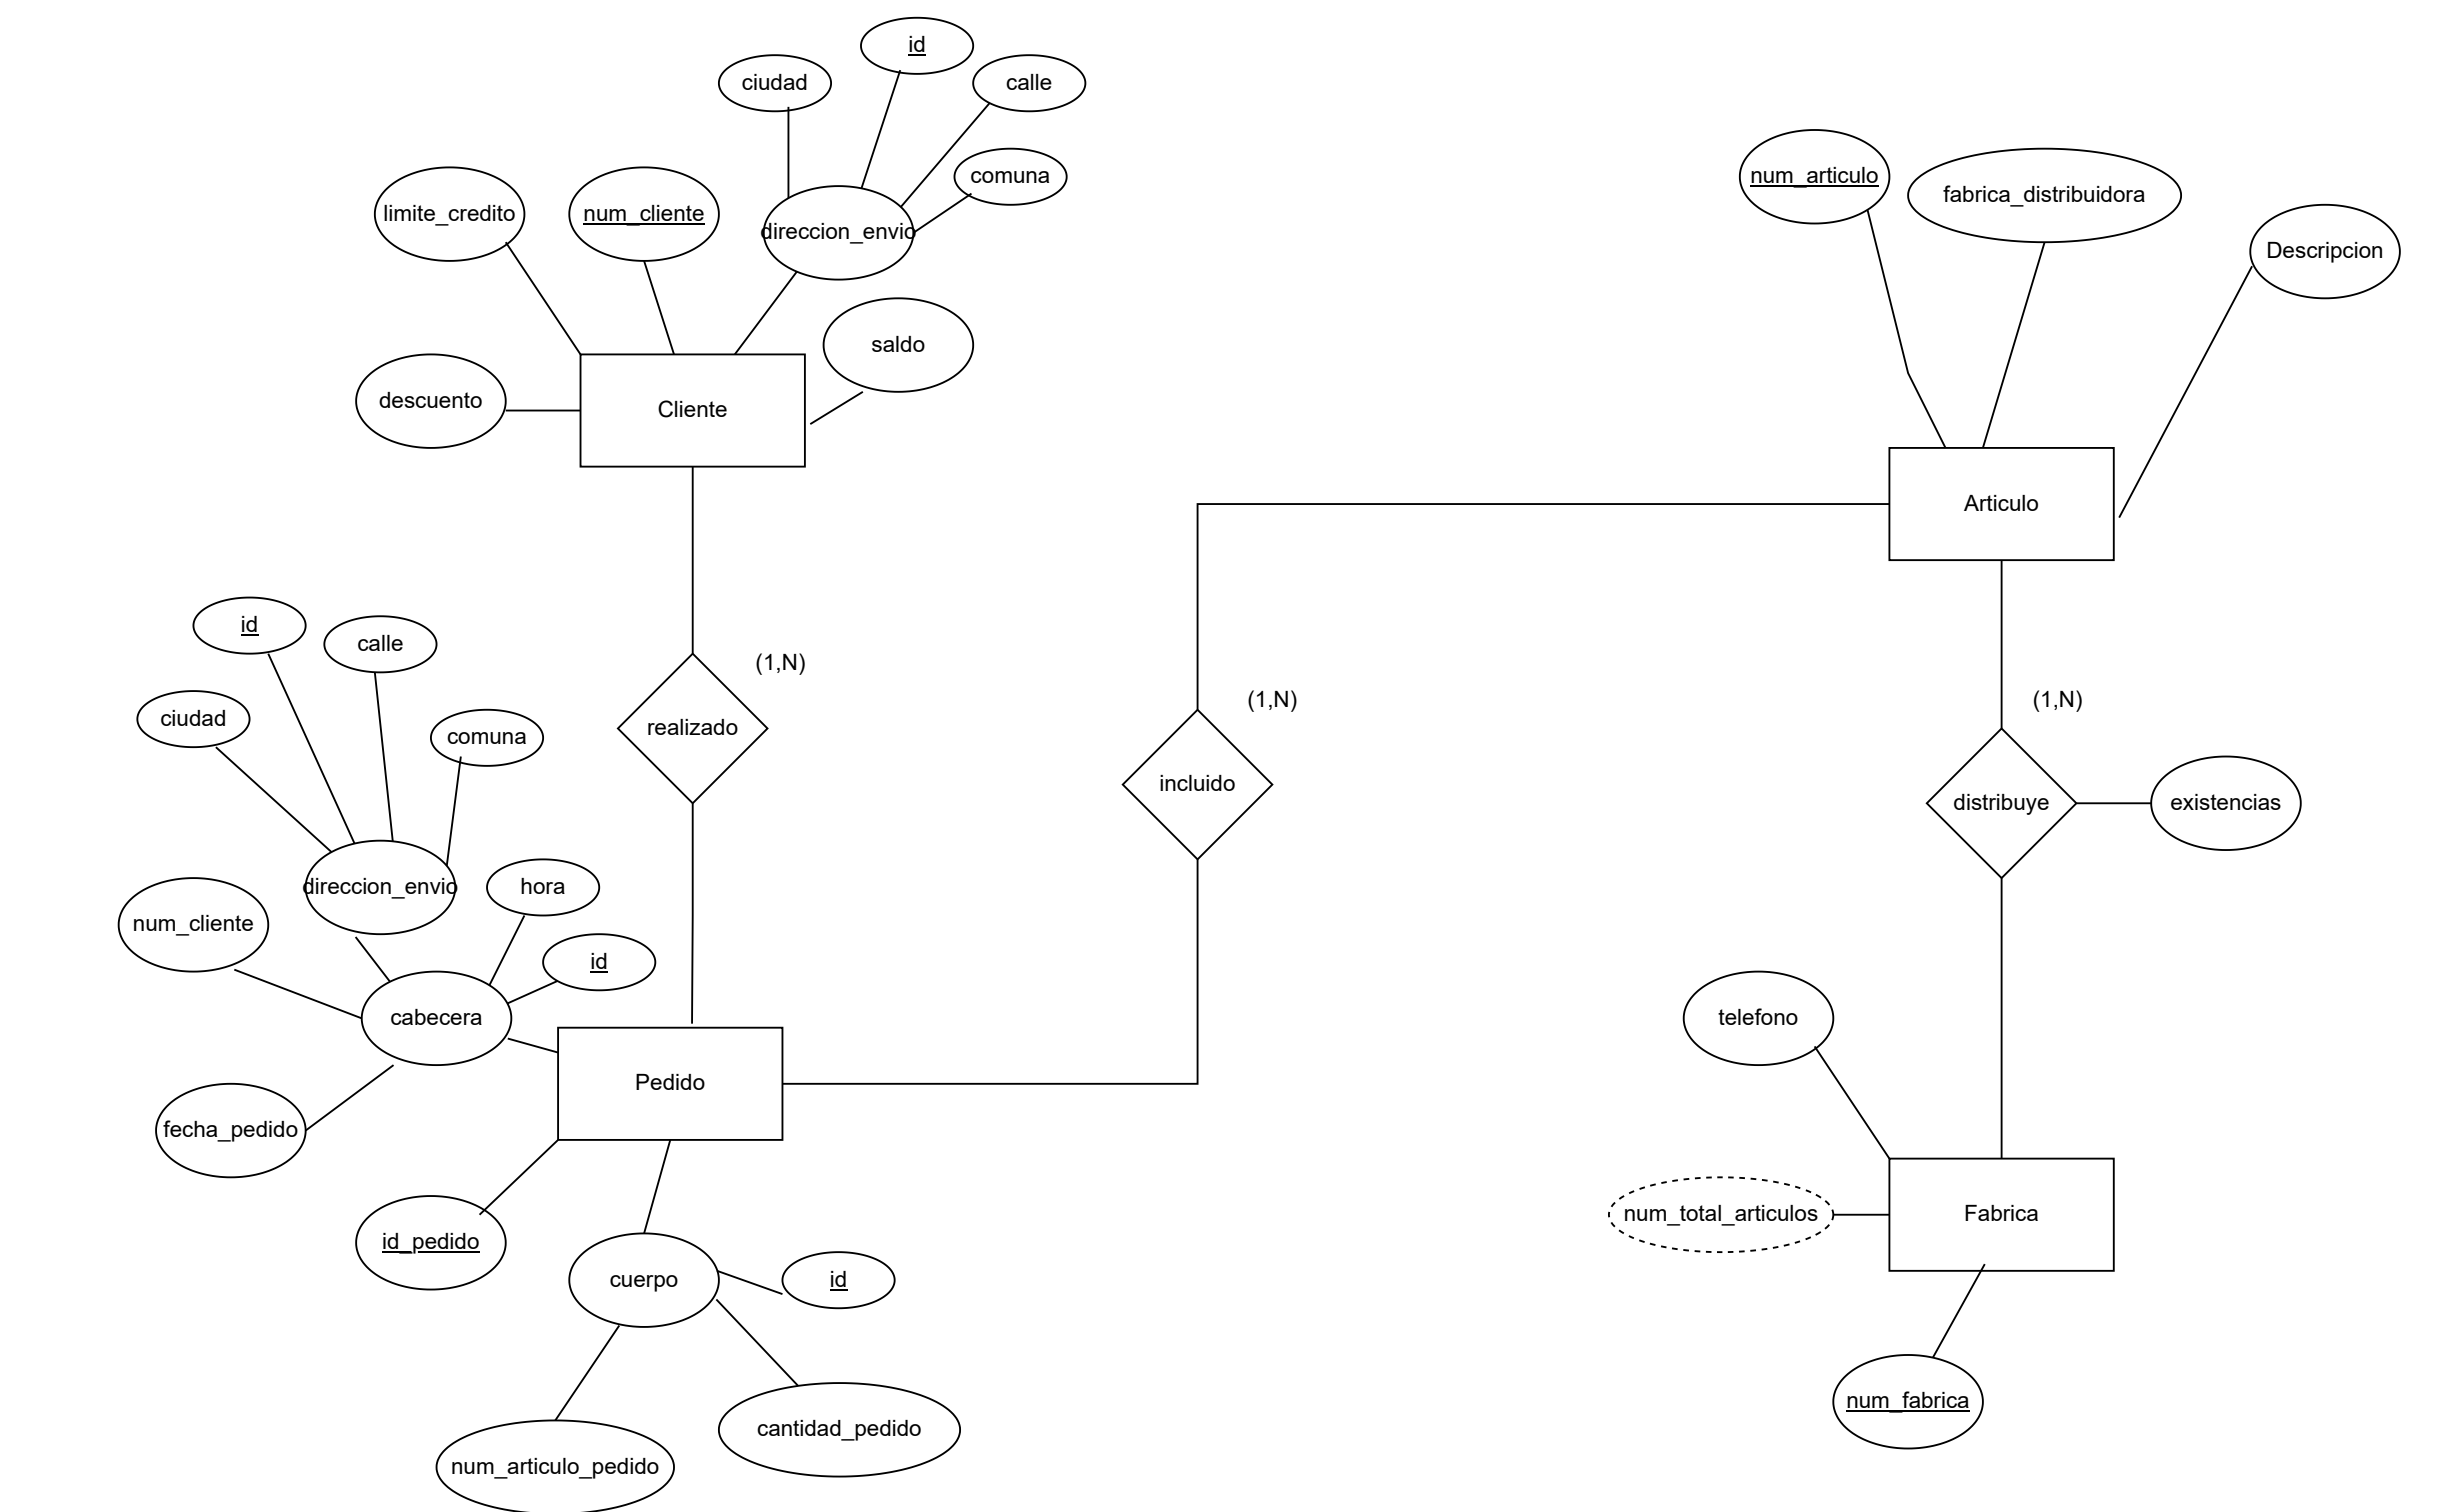 id
ciudad
calle
comuna
num_articulo
fabrica_distribuidora
limite_credito
num_cliente
direccion_envio
Descripcion
saldo
descuento
Cliente
Articulo
id
calle
(1,N)
(1,N)
(1,N)
ciudad
comuna
realizado
incluido
distribuye
existencias
direccion_envio
hora
num_cliente
id
cabecera
telefono
Pedido
fecha_pedido
num_total_articulos
Fabrica
id_pedido
cuerpo
id
num_fabrica
cantidad_pedido
num_articulo_pedido